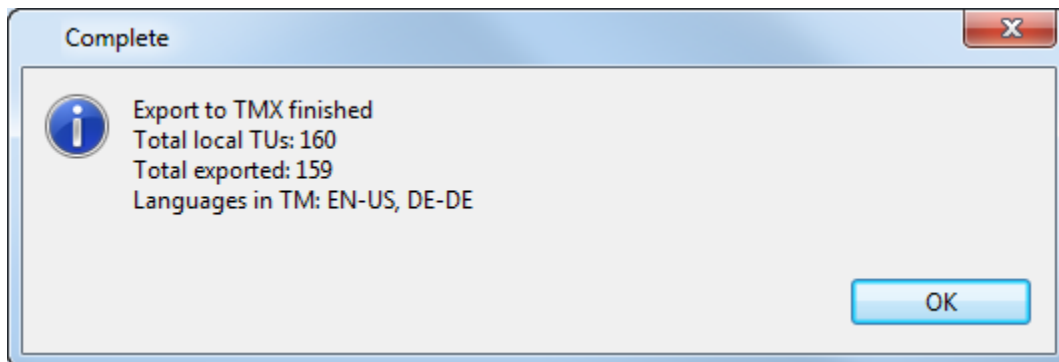 Complete
Export to TMX finished
Total local TUs: 160
Total exported: 159
Languages in TM: EN-US, DE-DE
OK